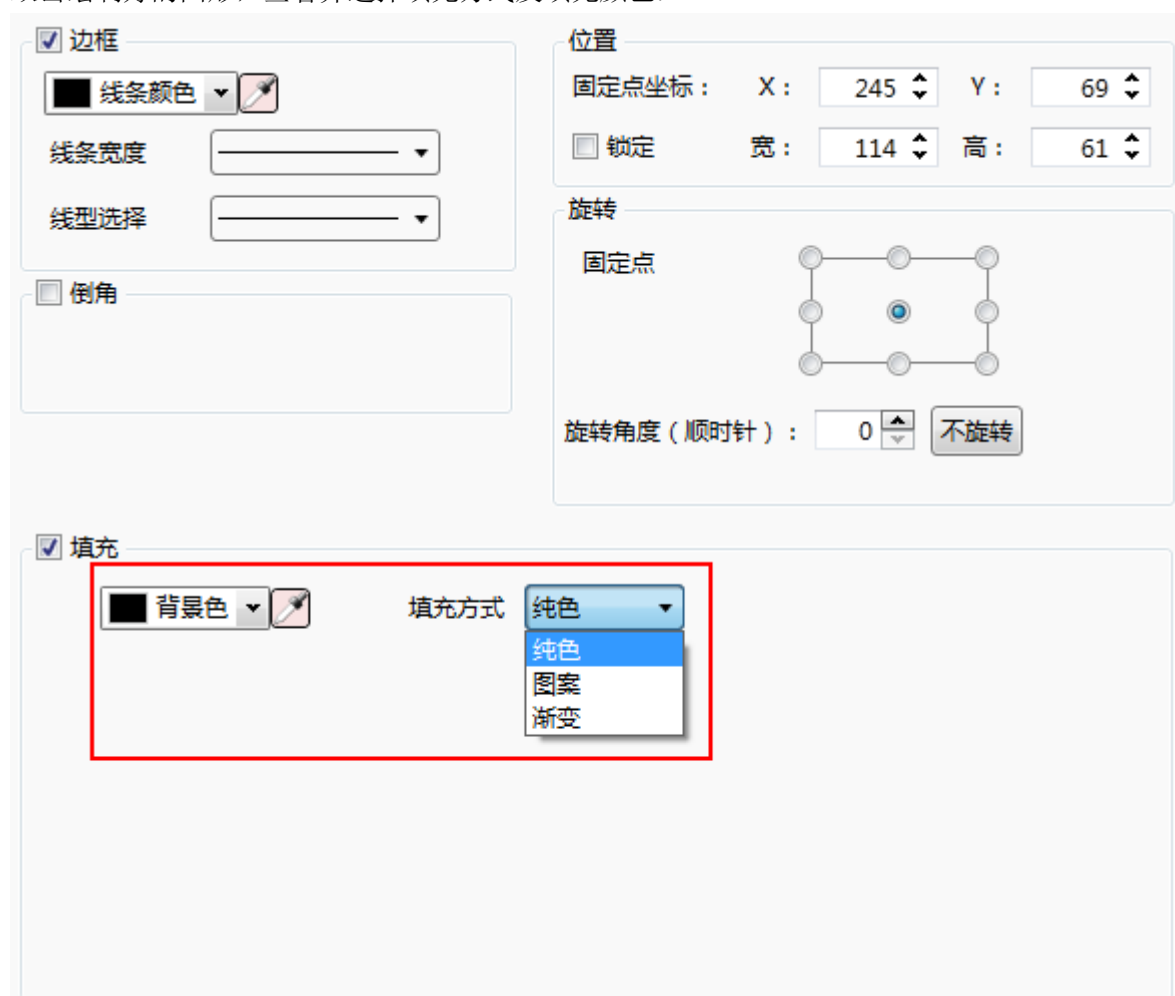 边框
线条颜色
线条宽度
线型选择
倒角
位置
固定点坐标： X： 245 Y： 69
锁定 宽： 114 高： 61
旋转
固定点
旋转角度（顺时针）： 0 不旋转
填充
背景色 填充方式 纯色
纯色
图案
渐变